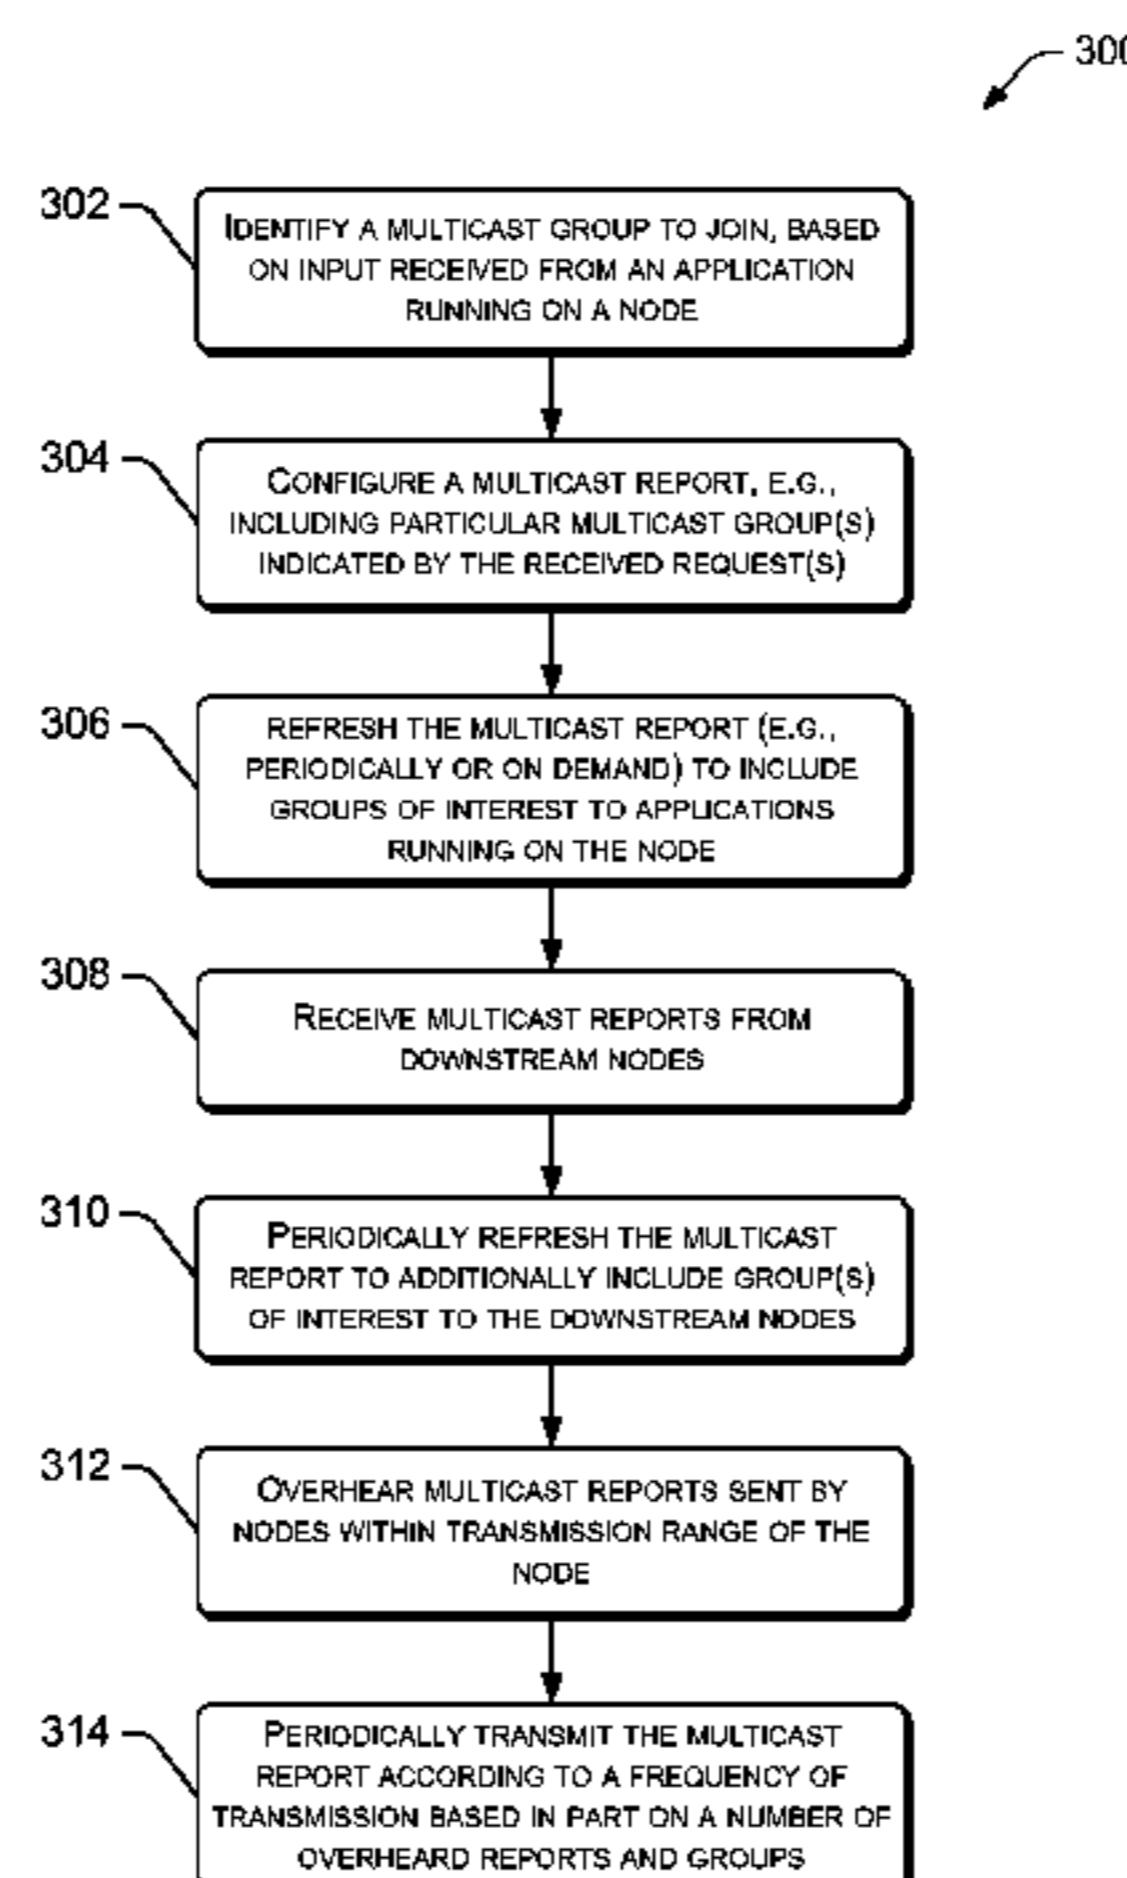 300
302
IDENTIFY A MULTICAST GROUP TO JOIN, BASED
ON INPUT RECEIVED FROM AN APPLICATION
RUNNING ON A NODE
304
CONFIGURE A MULTICAST REPORT, E.G.,
INCLUDING PARTICULAR MULTICAST GROUP(S)
INDICATED BY THE RECEIVED REQUEST(S)
306
REFRESH THE MULTICAST REPORT (E.G.,
PERIODICALLY OR ON DEMAND) TO INCLUDE
GROUPS OF INTEREST TO APPLICATIONS
RUNNING ON THE NODE
308
RECEIVE MULTICAST REPORTS FROM
DOWNSTREAM NODES
310
PERIODICALLY REFRESH THE MULTICAST
REPORT TO ADDITIONALLY INCLUDE GROUP(S)
OF INTEREST TO THE DOWNSTREAM NODES
312
OVERHEAR MULTICAST REPORTS SENT BY
NODES WITHIN TRANSMISSION RANGE OF THE
NODE
314
PERIODICALLY TRANSMIT THE MULTICAST
REPORT ACCORDING TO A FREQUENCY OF
TRANSMISSION BASED IN PART ON A NUMBER OF
OVERHEARD REPORTS AND GROUPS